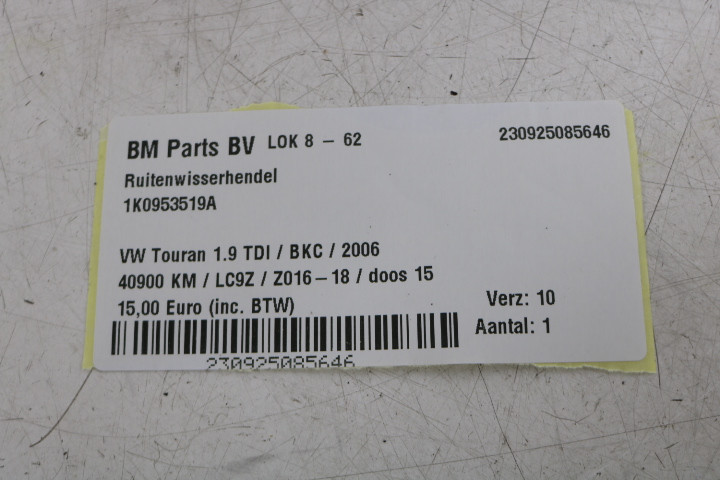 BM Parts BV LOK 8 - 62 230925085646
Ruitenwisserhendel
1K0953519A
VW Touran 1.9 TDI / BKC / 2006
40900 KM / LC9Z / Z016-18 / doos 15
15,00 Euro (inc. BTW) Verz: 10
Aantal: 1
230925085646